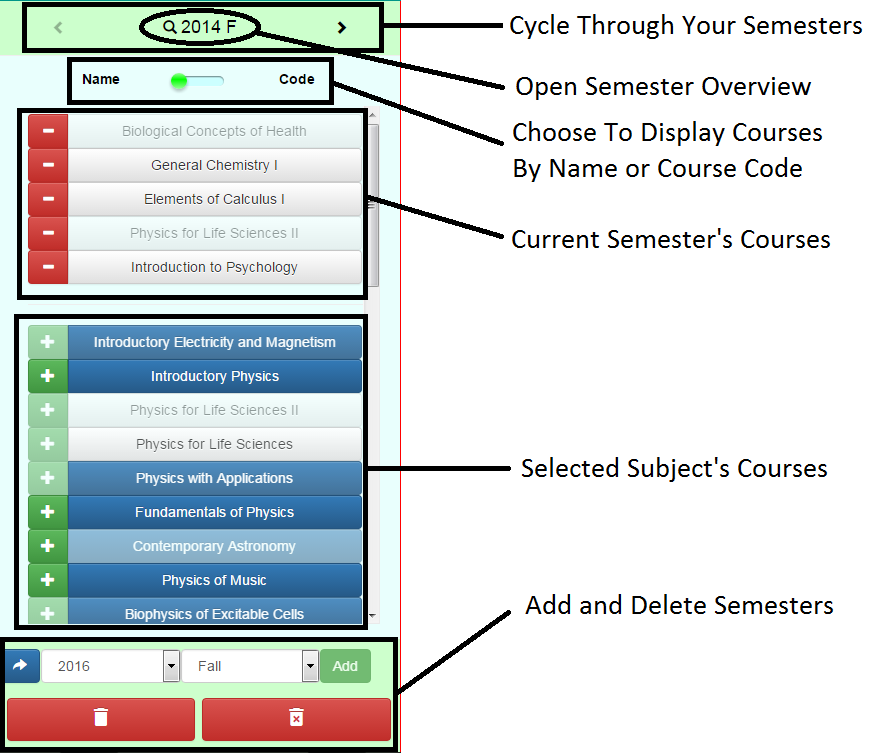 2014 F
Cycle Through Your Semesters
Name Code
Open Semester Overview
Choose To Display Courses
By Name or Course Code
Biological Concepts of Health
General Chemistry I
Elements of Calculus I
Physics for Life Sciences II
Introduction to Psychology
Current Semester's Courses
Introductory Electricity and Magnetism
Introductory Physics
Physics for Life Sciences II
Physics for Life Sciences
Physics with Applications
Fundamentals of Physics
Contemporary Astronomy
Physics of Music
Biophysics of Excitable Cells
Selected Subject's Courses
Add and Delete Semesters
2016 Fall Add